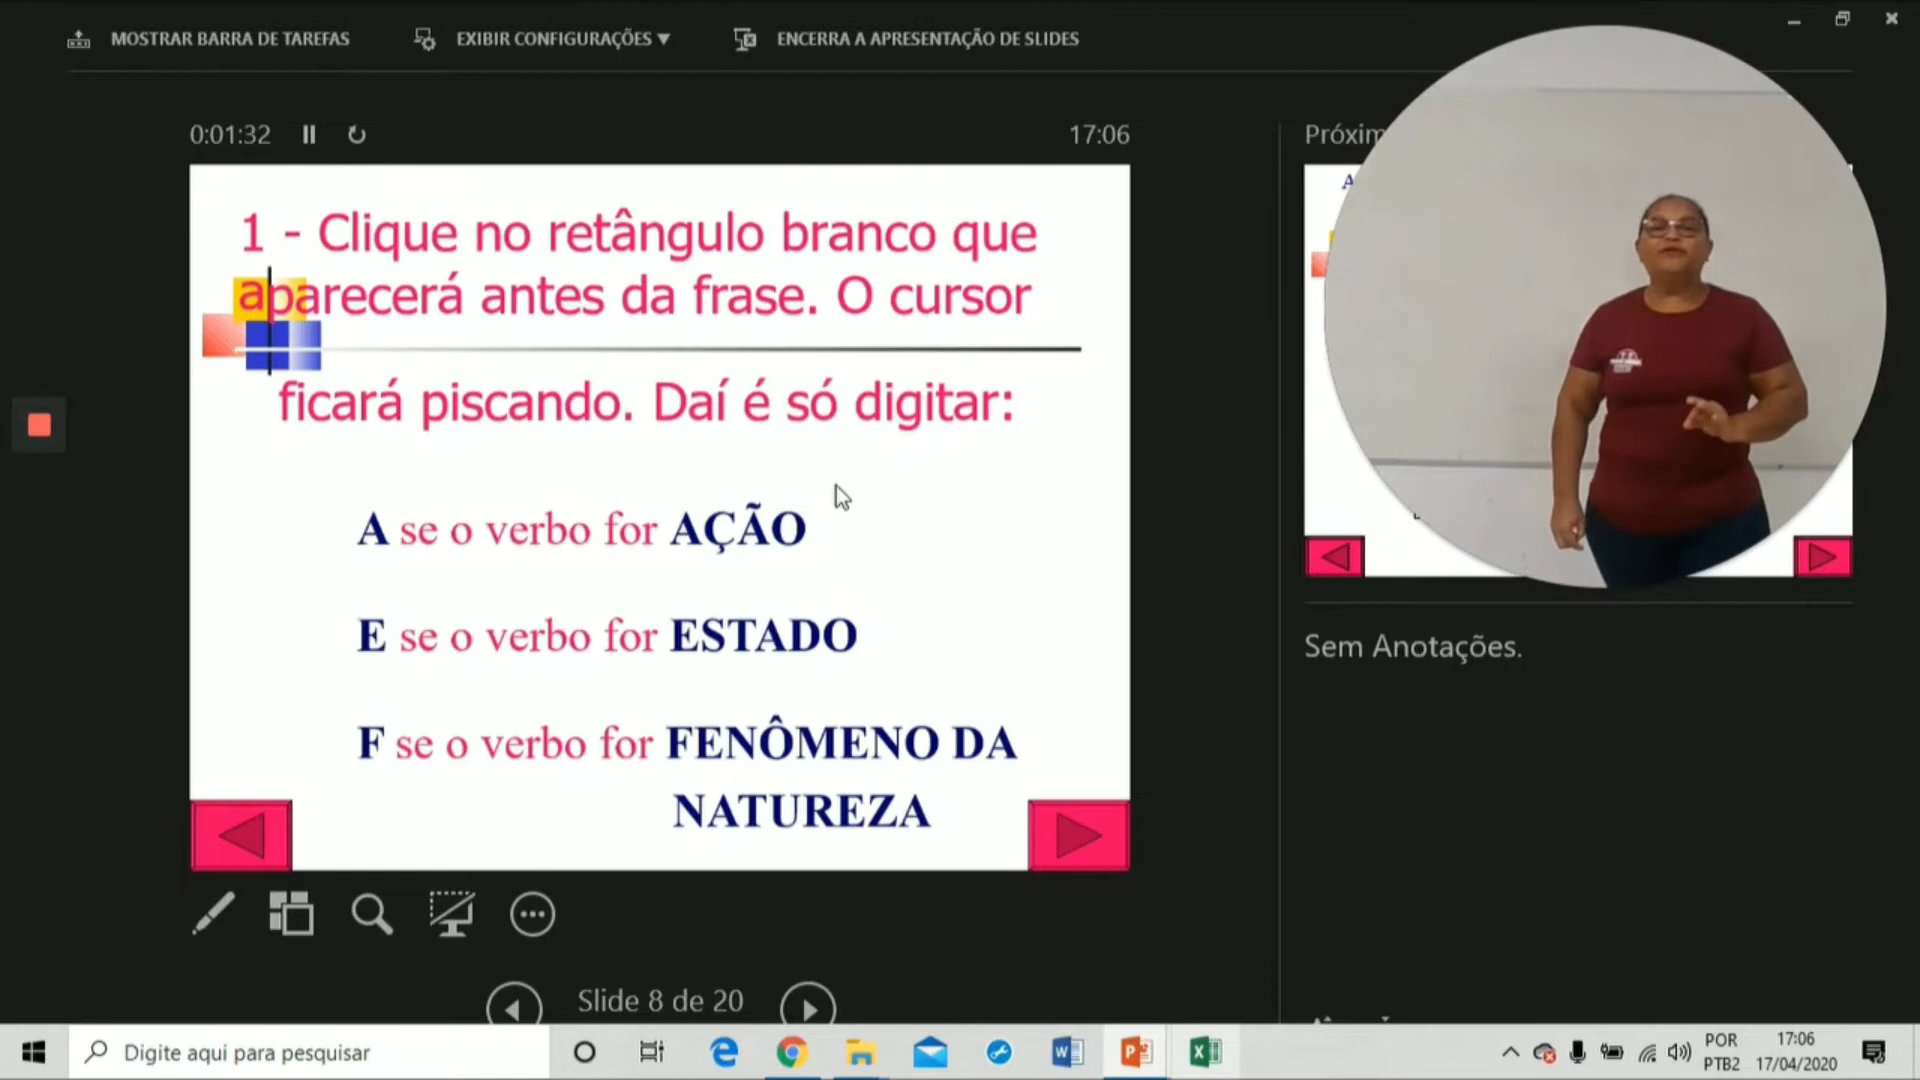 MOSTRAR BARRA DE TAREFAS
EXIBIR CONFIGURAÇÕES
ENCERRA A APRESENTAÇÃO DE SLIDES
0:01:32
17:06
1 - Clique no retângulo branco que
aparecerá antes da frase. O cursor
ficará piscando. Daí é só digitar:
A se o verbo for AÇÃO
E se o verbo for ESTADO
F se o verbo for FENÔMENO DA
NATUREZA
Slide 8 de 20
Próxim
A
Sem Anotações.
Digite aqui para pesquisar
POR
PTB2
17:06
17/04/2020